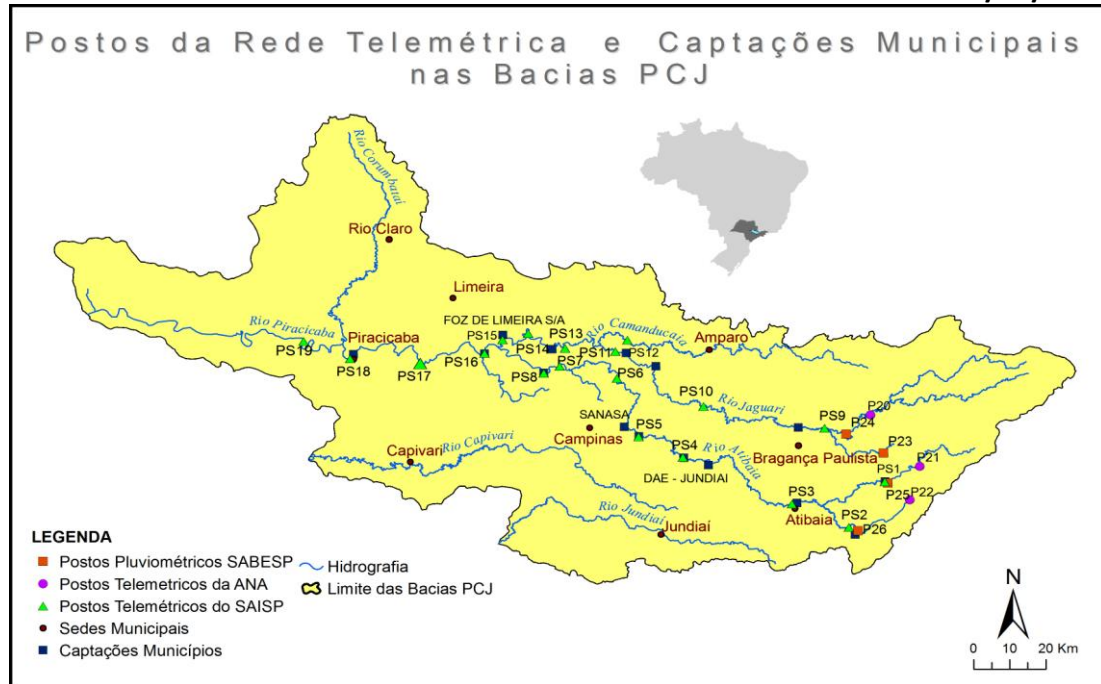 Postos da Rede Telemétrica e Captações Municipais
nas Bacias PCJ
Rio Corumbataí
Rio Claro
Limeira
FOZ DE LIMEIRA S/A
Rio Piracicaba
Piracicaba
PS19
PS18
PS17
PS16
PS15
PS14
PS13
PS8
PS7
PS11
PS12
PS6
Rio Camanducaia
Amparo
PS10
Rio Jaguari
PS9
P20
P24
P23
Bragança Paulista
PS1
P21
P25
P22
SANASA
Campinas
PS5
PS4
Rio Atibaia
DAE - JUNDIAI
PS3
Atibaia
PS2
P26
Capivari
Rio Capivari
Rio Jundiaí
Jundiaí
LEGENDA
Postos Pluviométricos SABESP
Postos Telemetricos da ANA
Postos Telemétricos do SAISP
Sedes Municipais
Captações Municípios
Hidrografia
Limite das Bacias PCJ
N
0 10 20 Km